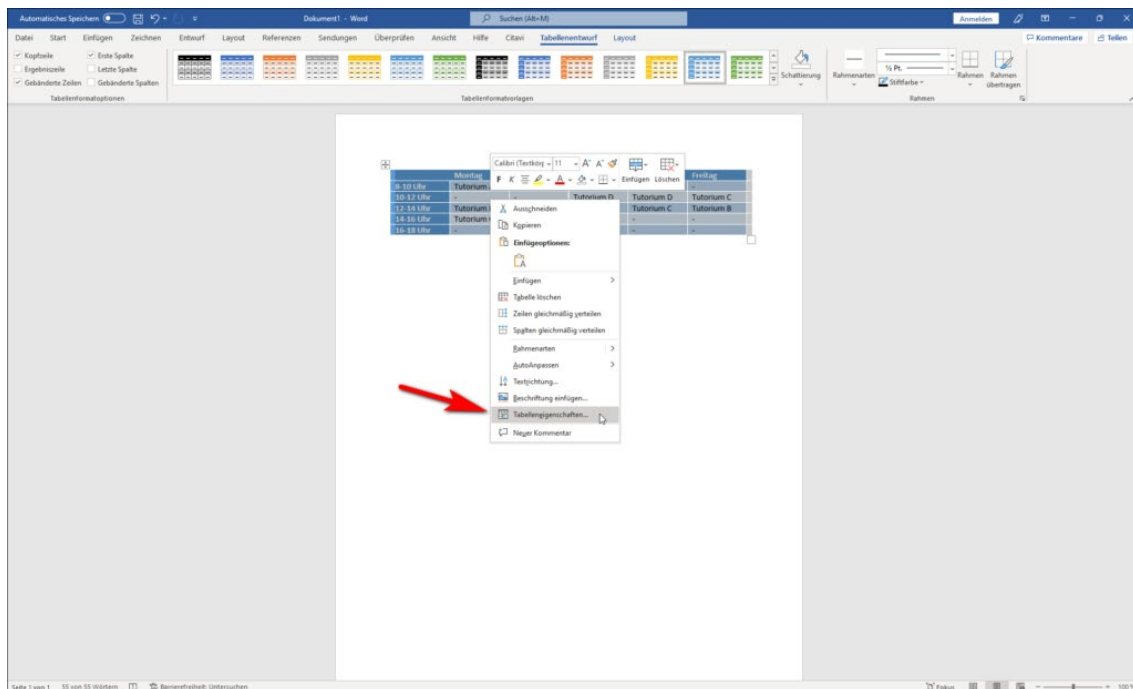 Automatisches Speichern
Dokument1 - Word
Suchen (Alt+M)
Anmelden
Datei Start Einfügen Zeichnen Entwurf Layout Referenzen Sendungen Überprüfen Ansicht Hilfe Citavi Tabellenentwurf Layout
Kommentare Teilen
Kopfzeile Erste Spalte
Ergebniszeile Letzte Spalte
Gebänderte Zeilen Gebänderte Spalten
Schattierung
Rahmenarten
½ Pt.
Stiftfarbe
Rahmen
Rahmen übertragen
Tabellenformatoptionen Tabellenformatvorlagen Rahmen
Calibri (Textkörp 11
F K Einfügen Löschen
Montag Freitag
8-10 Uhr Tutorium -
10-12 Uhr - - Tutorium D Tutorium D Tutorium C
12-14 Uhr Tutorium Tutorium C Tutorium B
14-16 Uhr Tutorium - -
16-18 Uhr - - -
Ausschneiden
Kopieren
Einfügeoptionen:
Einfügen
Tabelle löschen
Zeilen gleichmäßig verteilen
Spalten gleichmäßig verteilen
Rahmenarten
AutoAnpassen
Textrichtung...
Beschriftung einfügen...
Tabelleneigenschaften...
Neuer Kommentar
Seite 1 von 1 55 von 55 Wörtern Barrierefreiheit: Untersuchen
Fokus 100 %